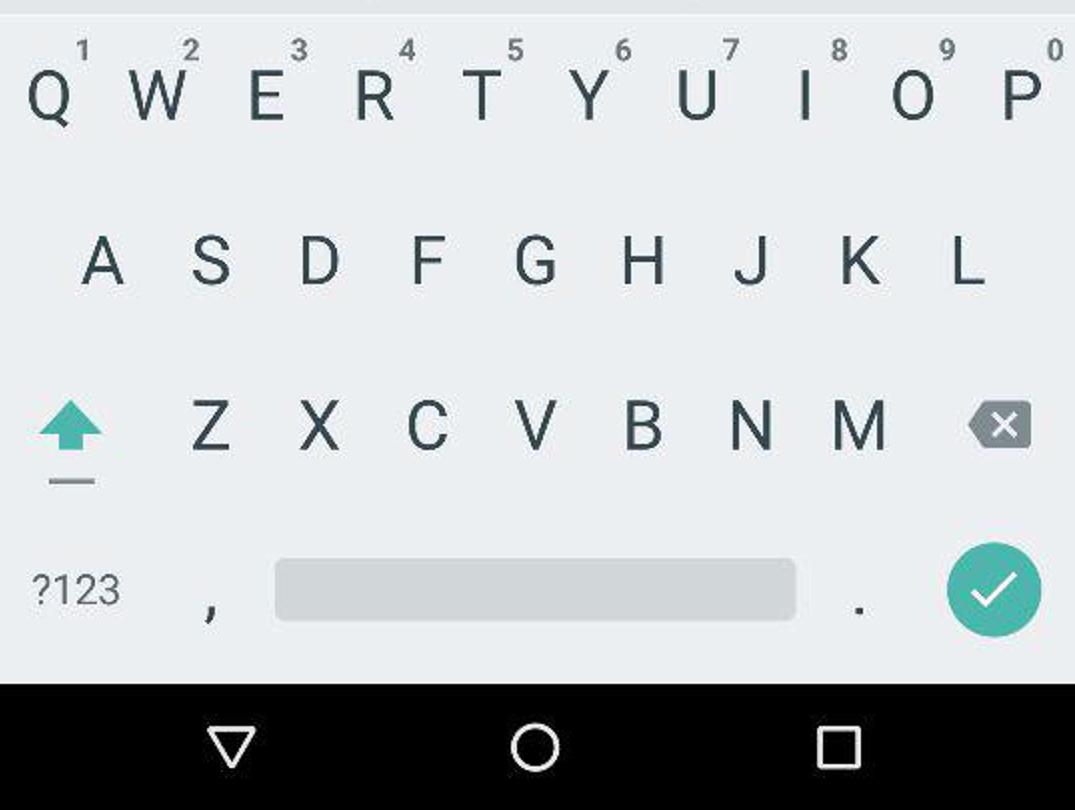 1 2 3 4 5 6 7 8 9 0
Q W E R T Y U I O P
A S D F G H J K L
Z X C V B N M
?123 , .